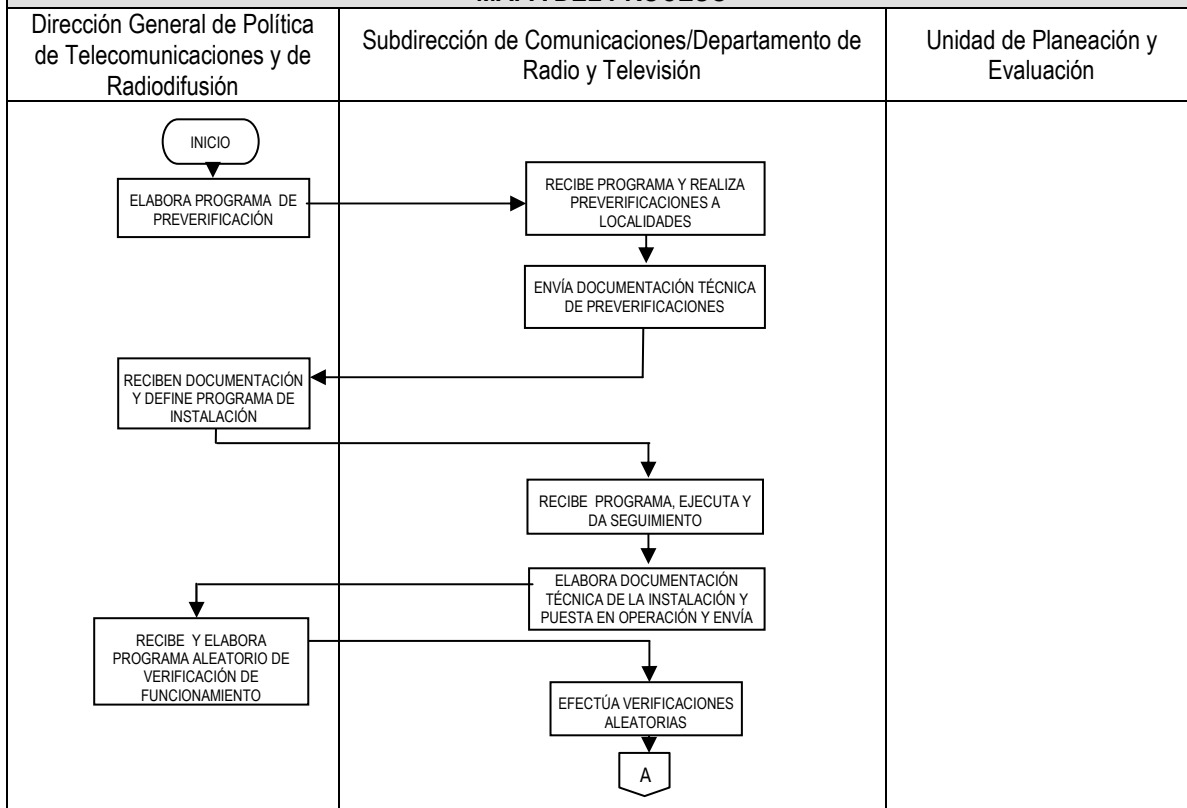 Dirección General de Política
de Telecomunicaciones y de
Radiodifusión
Subdirección de Comunicaciones/Departamento de
Radio y Televisión
Unidad de Planeación y
Evaluación
INICIO
ELABORA PROGRAMA DE
PREVERIFICACIÓN
RECIBE PROGRAMA Y REALIZA
PREVERIFICACIONES A
LOCALIDADES
ENVÍA DOCUMENTACIÓN TÉCNICA
DE PREVERIFICACIONES
RECIBEN DOCUMENTACIÓN
Y DEFINE PROGRAMA DE
INSTALACIÓN
RECIBE PROGRAMA, EJECUTA Y
DA SEGUIMIENTO
ELABORA DOCUMENTACIÓN
TÉCNICA DE LA INSTALACIÓN Y
PUESTA EN OPERACIÓN Y ENVÍA
RECIBE Y ELABORA
PROGRAMA ALEATORIO DE
VERIFICACIÓN DE
FUNCIONAMIENTO
EFECTÚA VERIFICACIONES
ALEATORIAS
A